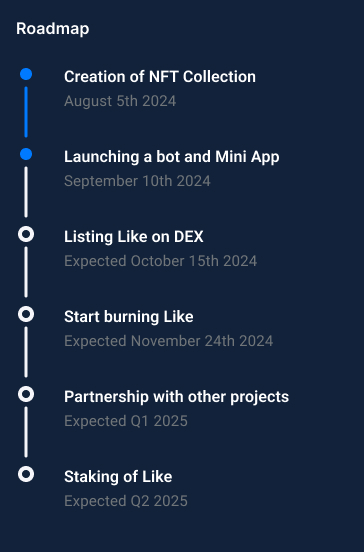 Roadmap
Creation of NFT Collection
August 5th 2024
Launching a bot and Mini App
September 10th 2024
Listing Like on DEX
Expected October 15th 2024
Start burning Like
Expected November 24th 2024
Partnership with other projects
Expected Q1 2025
Staking of Like
Expected Q2 2025